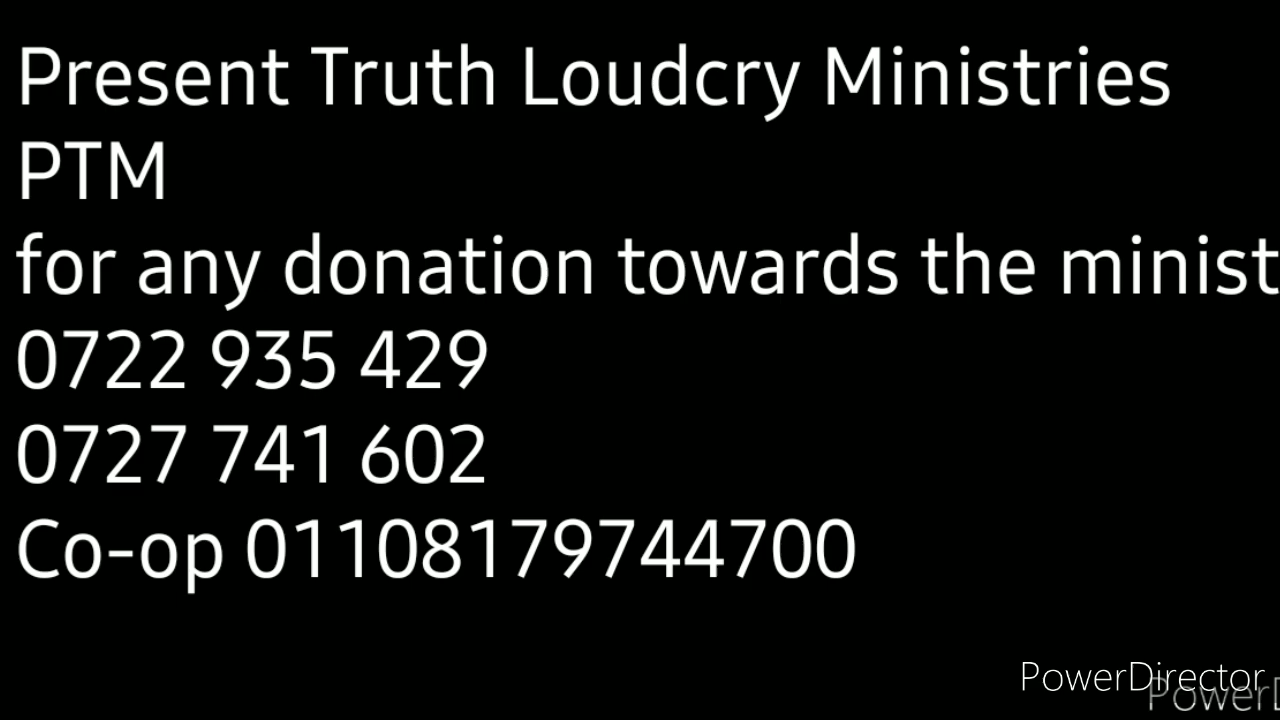 Present Truth Loudcry Ministries
PTM
for any donation towards the minist
0722 935 429
0727 741 602
Co-op 01108179744700
PowerDirector
PowerD